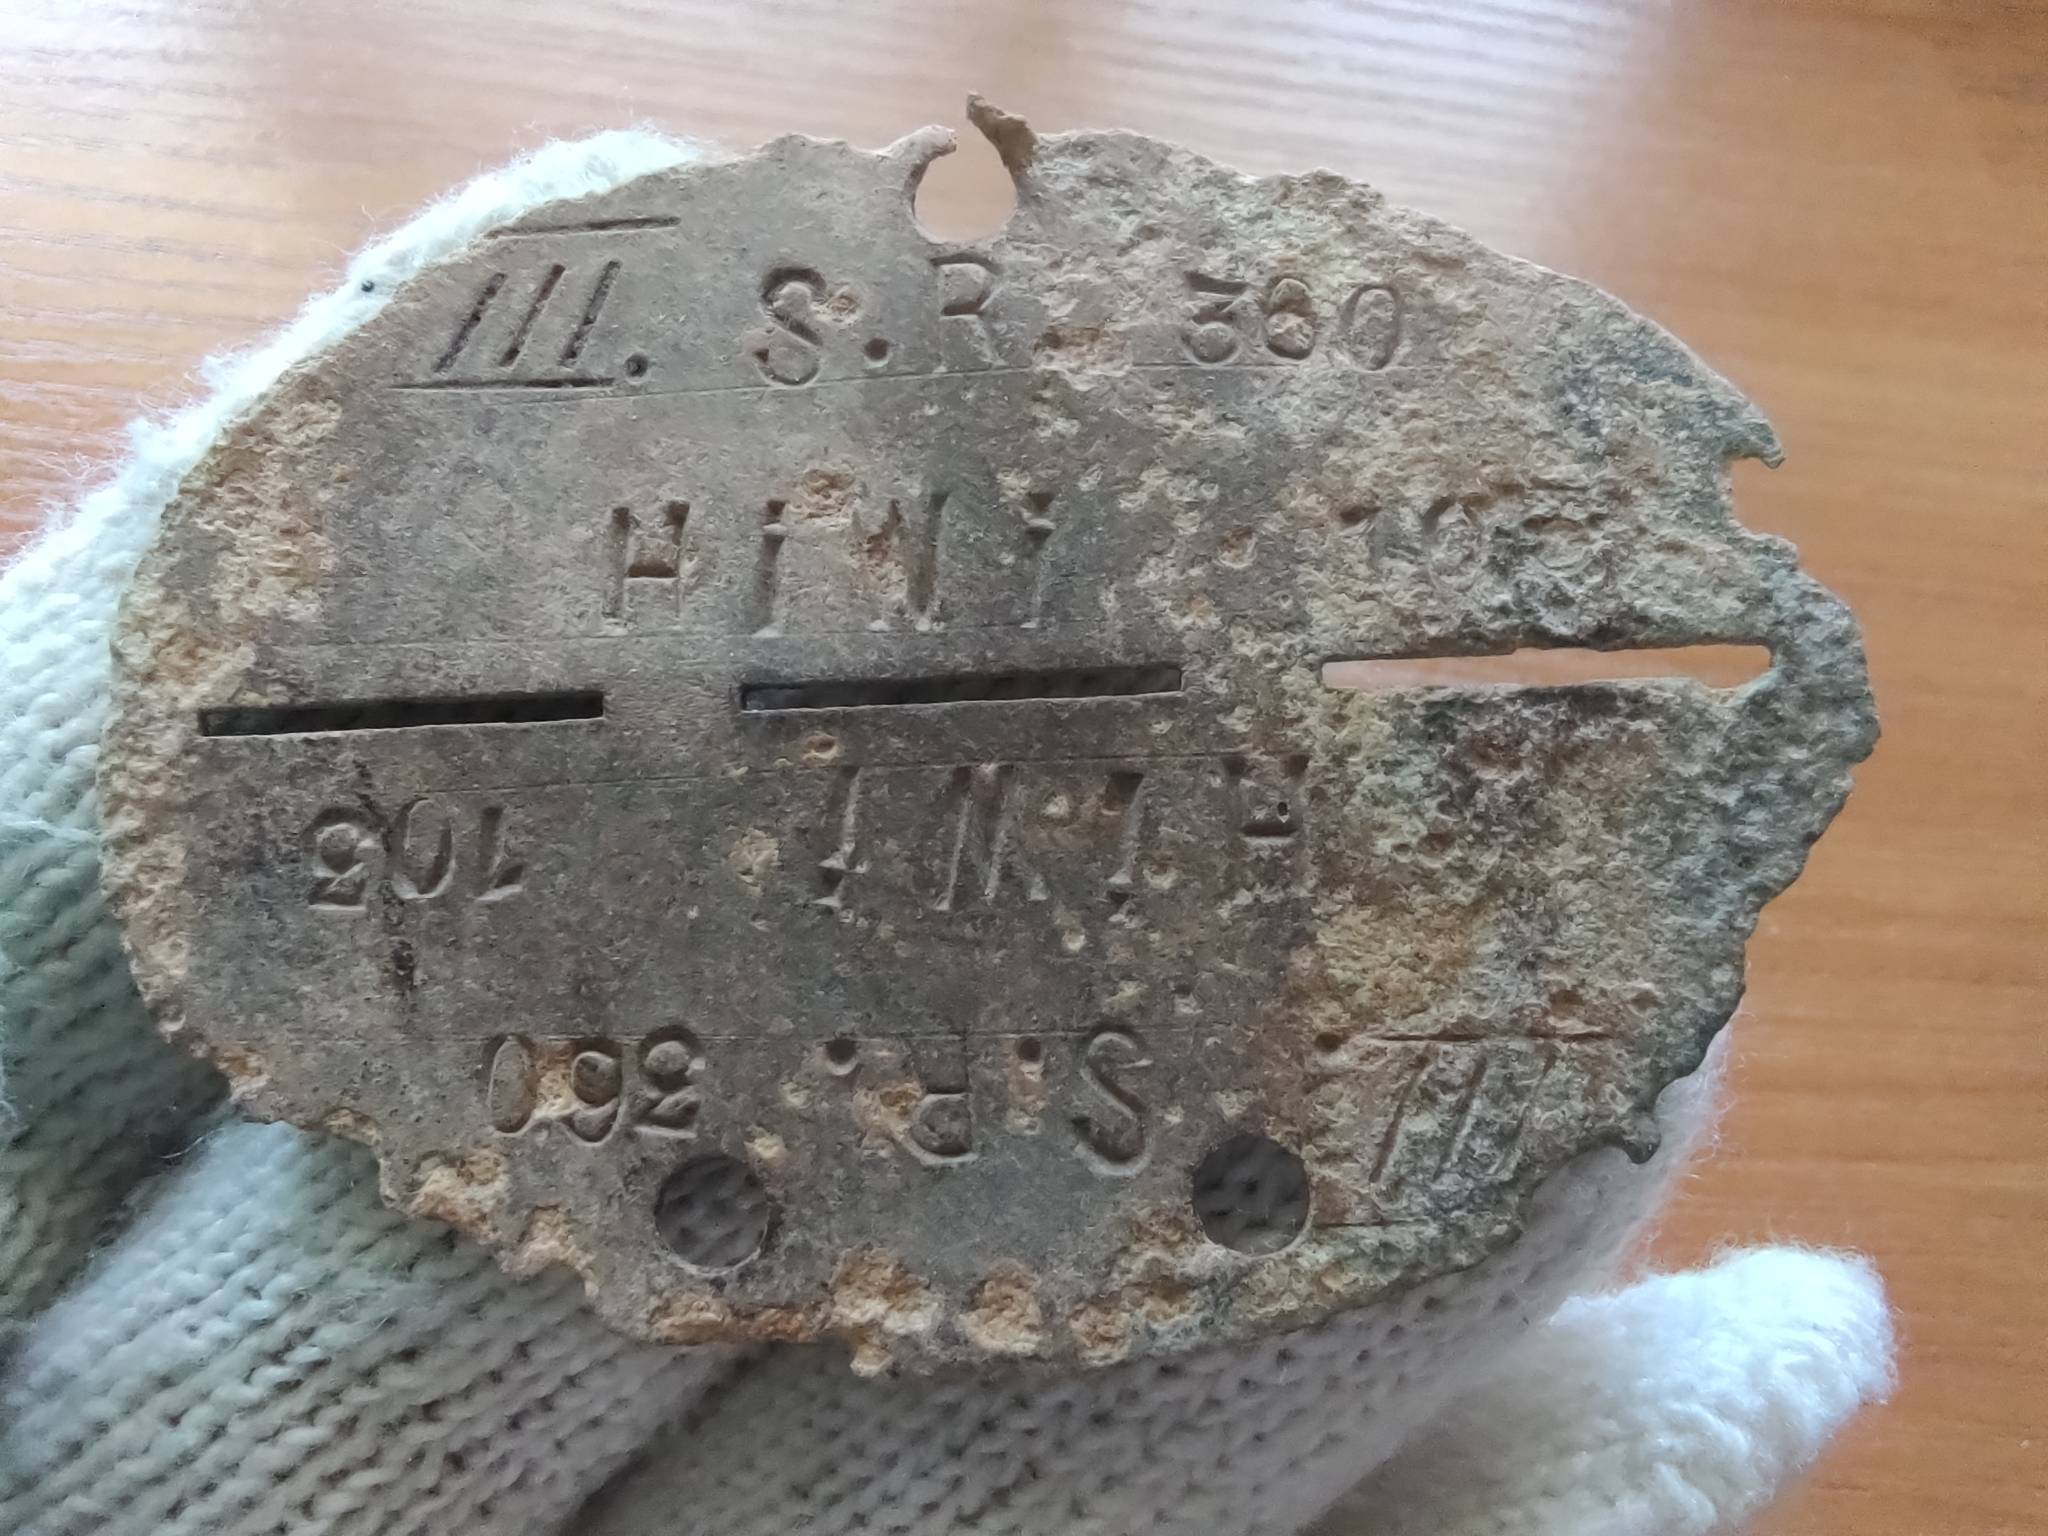 III. S.R 360
HiWi
HiWi 103
III. S.R. 360